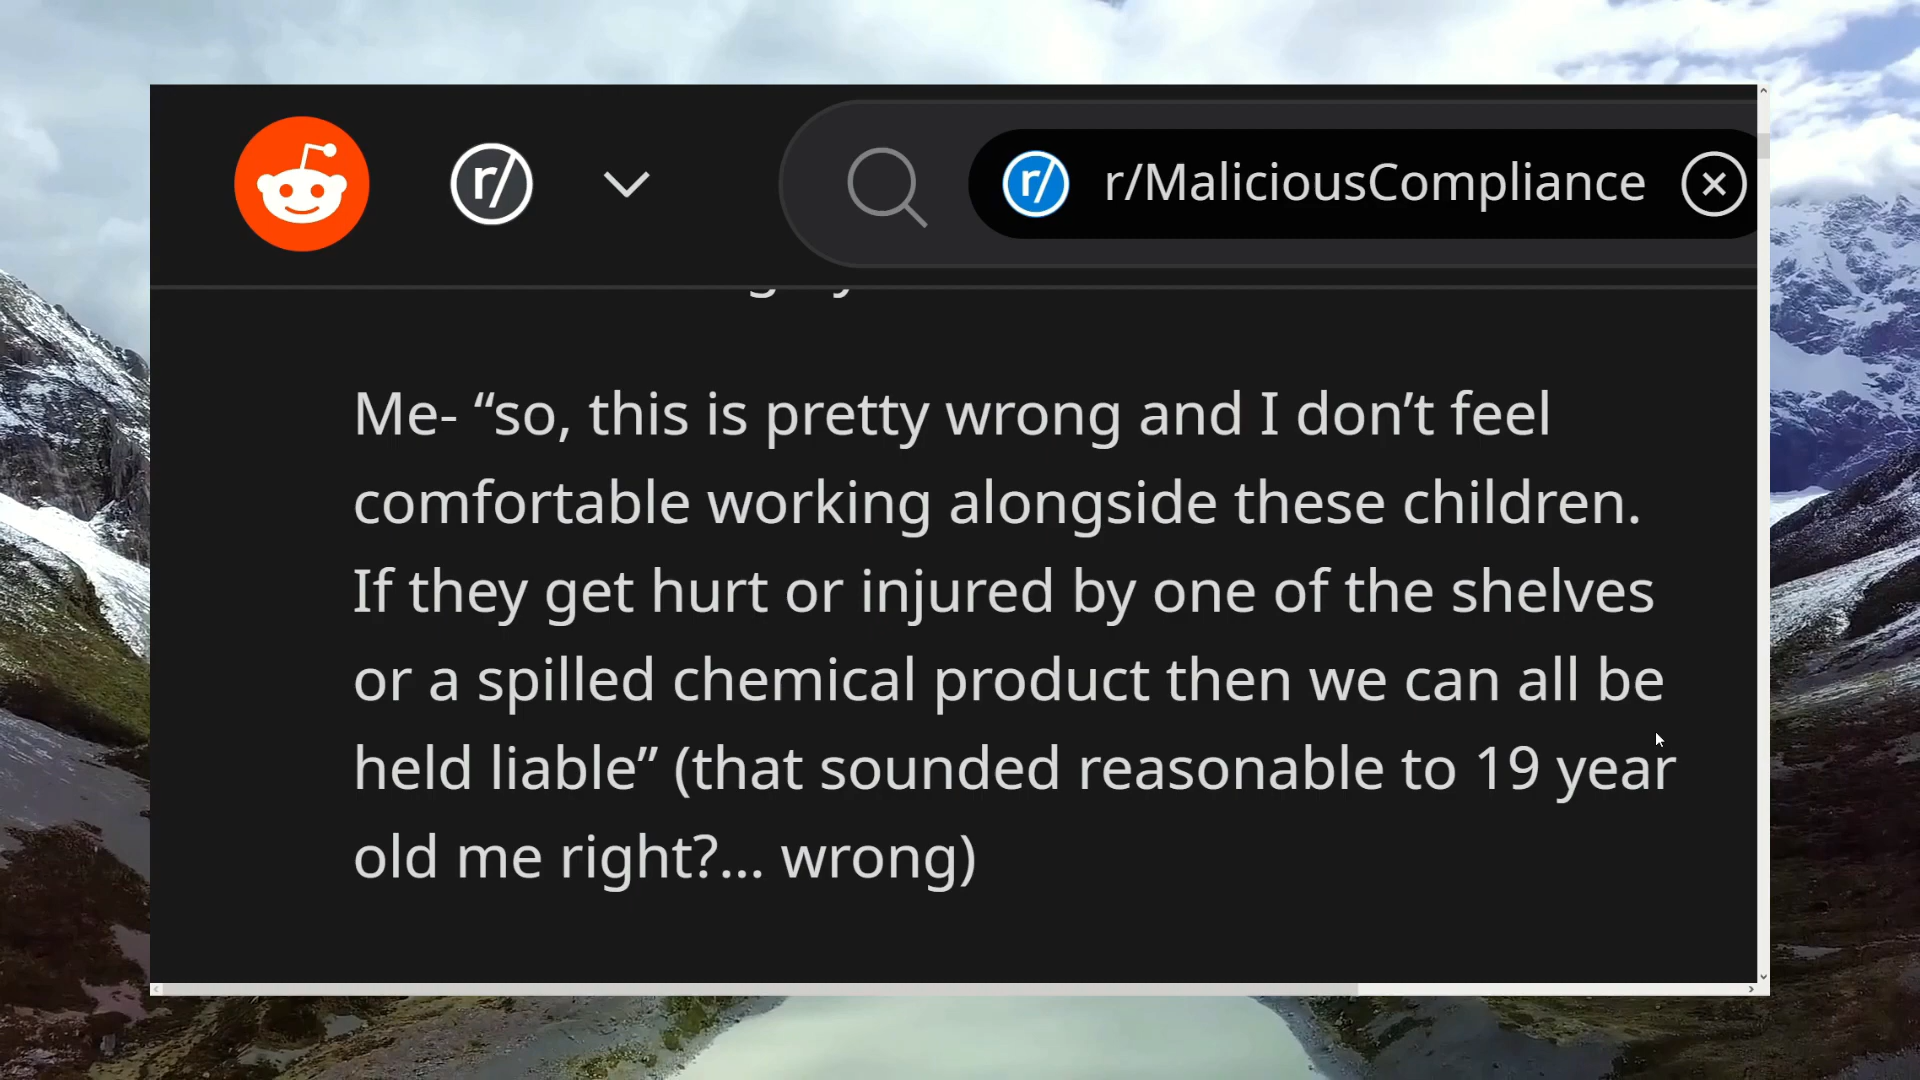 r/
r/ r/MaliciousCompliance
Me- “so, this is pretty wrong and I don’t feel
comfortable working alongside these children.
If they get hurt or injured by one of the shelves
or a spilled chemical product then we can all be
held liable” (that sounded reasonable to 19 year
old me right?... wrong)